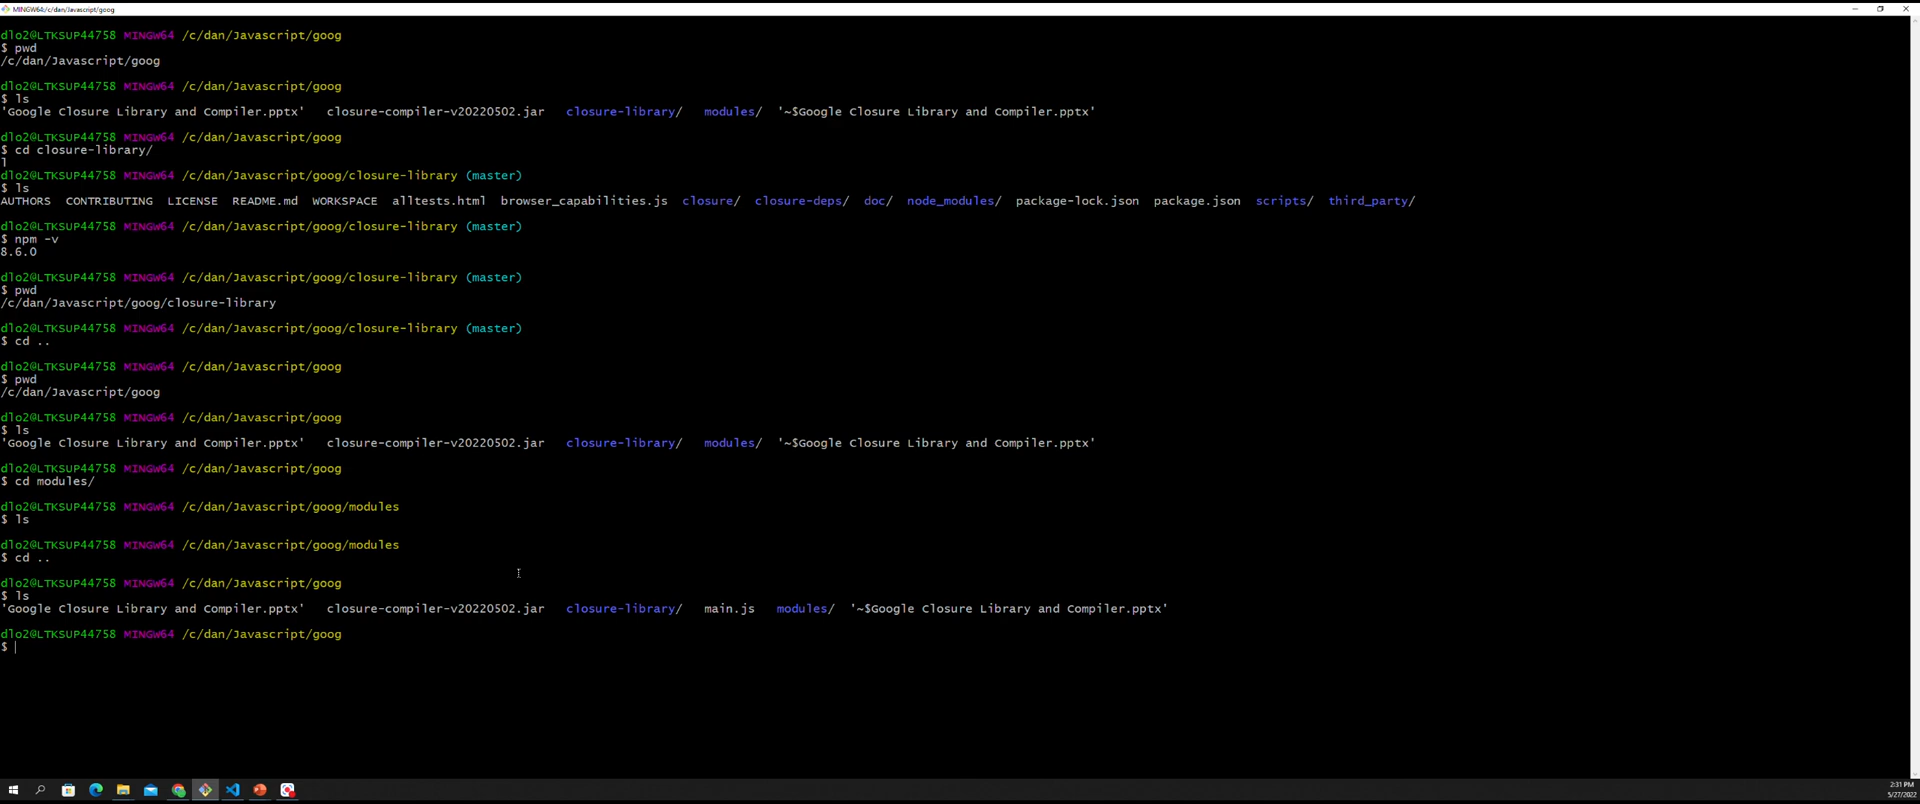 MINGW64:/c/dan/Javascript/goog
dlo2@LTKSUP44758 MINGW64 /c/dan/Javascript/goog
$ pwd
/c/dan/Javascript/goog
dlo2@LTKSUP44758 MINGW64 /c/dan/Javascript/goog
$ ls
'Google Closure Library and Compiler.pptx'   closure-compiler-v20220502.jar   closure-library/   modules/  '~$Google Closure Library and Compiler.pptx'
dlo2@LTKSUP44758 MINGW64 /c/dan/Javascript/goog
$ cd closure-library/
l
dlo2@LTKSUP44758 MINGW64 /c/dan/Javascript/goog/closure-library (master)
$ ls
AUTHORS  CONTRIBUTING  LICENSE  README.md  WORKSPACE  alltests.html  browser_capabilities.js  closure/  closure-deps/  doc/  node_modules/  package-lock.json  package.json  scripts/  third_party/
dlo2@LTKSUP44758 MINGW64 /c/dan/Javascript/goog/closure-library (master)
$ npm -v
8.6.0
dlo2@LTKSUP44758 MINGW64 /c/dan/Javascript/goog/closure-library (master)
$ pwd
/c/dan/Javascript/goog/closure-library
dlo2@LTKSUP44758 MINGW64 /c/dan/Javascript/goog/closure-library (master)
$ cd ..
dlo2@LTKSUP44758 MINGW64 /c/dan/Javascript/goog
$ pwd
/c/dan/Javascript/goog
dlo2@LTKSUP44758 MINGW64 /c/dan/Javascript/goog
$ ls
'Google Closure Library and Compiler.pptx'   closure-compiler-v20220502.jar   closure-library/   modules/  '~$Google Closure Library and Compiler.pptx'
dlo2@LTKSUP44758 MINGW64 /c/dan/Javascript/goog
$ cd modules/
dlo2@LTKSUP44758 MINGW64 /c/dan/Javascript/goog/modules
$ ls
dlo2@LTKSUP44758 MINGW64 /c/dan/Javascript/goog/modules
$ cd ..
dlo2@LTKSUP44758 MINGW64 /c/dan/Javascript/goog
$ ls
'Google Closure Library and Compiler.pptx'   closure-compiler-v20220502.jar   closure-library/   main.js   modules/  '~$Google Closure Library and Compiler.pptx'
dlo2@LTKSUP44758 MINGW64 /c/dan/Javascript/goog
$
2:31 PM
5/27/2022